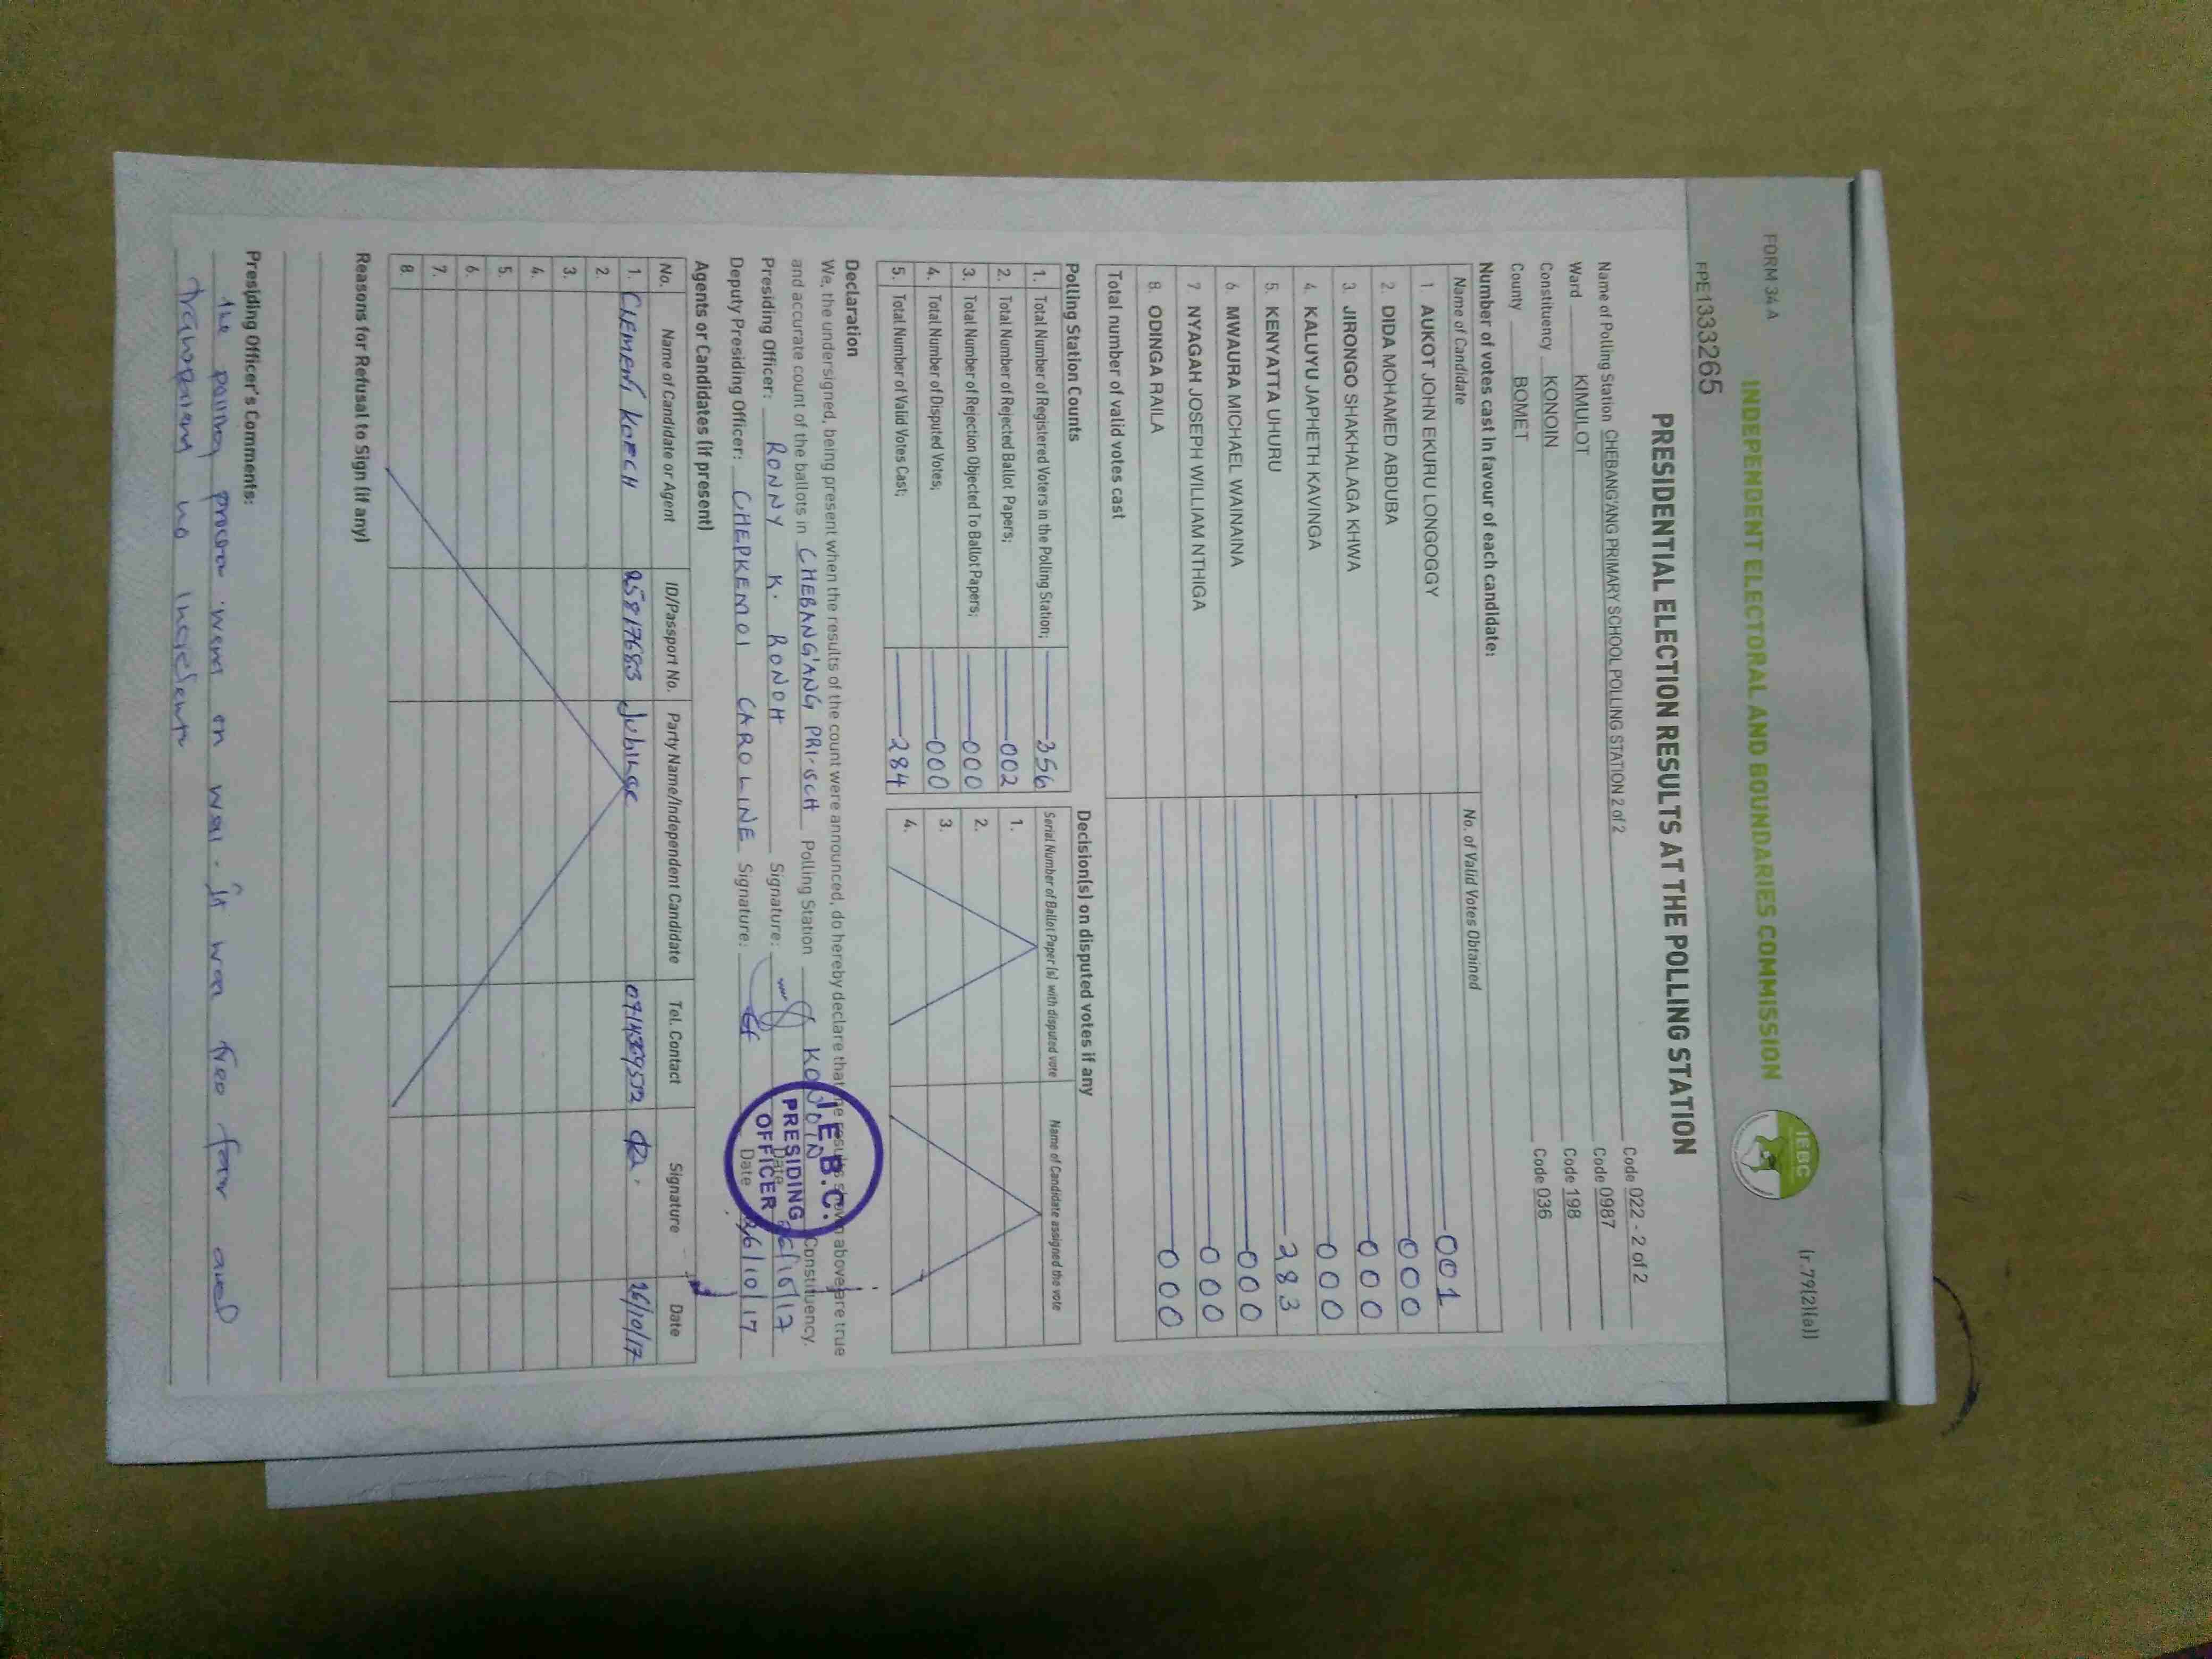 FORM 34 A
(r.79(2)(a))
INDEPENDENT ELECTORAL AND BOUNDARIES COMMISSION
IEBC
FPE1333265
PRESIDENTIAL ELECTION RESULTS AT THE POLLING STATION
Name of Polling Station CHEBANG'ANG PRIMARY SCHOOL POLLING STATION 2 of 2 Code 022 - 2 of 2
Ward KIMULOT Code 0987
Constituency KONOIN Code 198
County BOMET Code 036
Number of votes cast in favour of each candidate:
Name of Candidate No. of Valid Votes Obtained
1. AUKOT JOHN EKURU LONGOGGY 001
2. DIDA MOHAMED ABDUBA 000
3. JIRONGO SHAKHALAGA KHWA 000
4. KALUYU JAPHETH KAVINGA 000
5. KENYATTA UHURU 283
6. MWAURA MICHAEL WAINAINA 000
7 NYAGAH JOSEPH WILLIAM NTHIGA 000
8. ODINGA RAILA 000
Total number of valid votes cast
Polling Station Counts
1. Total Number of Registered Voters in the Polling Station; 356
2. Total Number of Rejected Ballot Papers; 002
3. Total Number of Rejection Objected To Ballot Papers; 000
4. Total Number of Disputed Votes; 000
5. Total Number of Valid Votes Cast; 284
Decision(s) on disputed votes if any
Serial Number of Ballot Paper (s) with disputed vote Name of Candidate assigned the vote
1.
2.
3.
4.
Declaration
We, the undersigned, being present when the results of the count were announced, do hereby declare that the results shown above are true
and accurate count of the ballots in CHEBANG'ANG PRI. SCH Polling Station KONOIN Constituency.
Presiding Officer: RONNY K. RONOH Signature: Date 26/10/17
Deputy Presiding Officer: CHEPKEMOI CAROLINE Signature: Date 26/10/17
I.E.B.C.
PRESIDING
OFFICER
Agents or Candidates (if present)
No. Name of Candidate or Agent ID/Passport No. Party Name/Independent Candidate Tel. Contact Signature Date
1. CLEMENT KOECH 25817683 Jubilee 26/10/17
2.
3.
4.
5.
6.
7.
8.
Reasons for Refusal to Sign (if any)
Presiding Officer's Comments:
the polling process went on well. It was free fair and
transparent no incidents